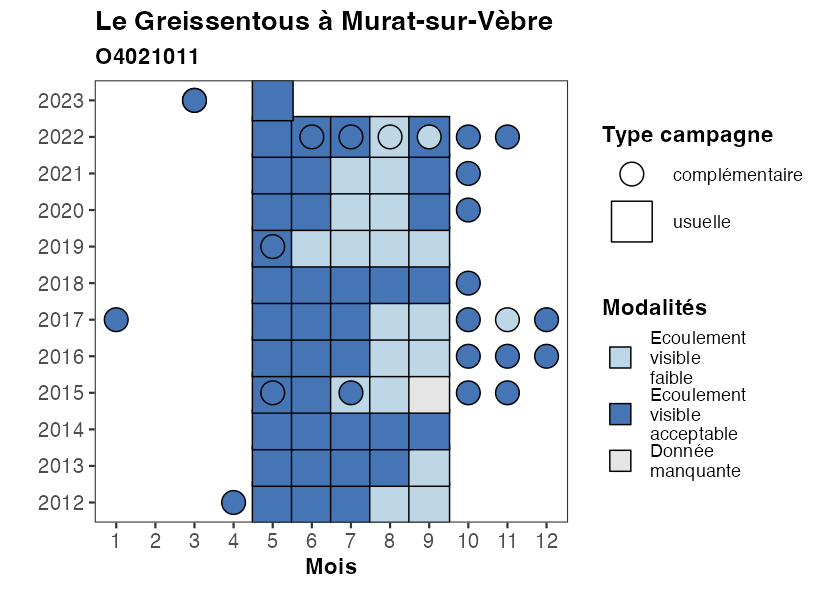 Le Greissentous à Murat-sur-Vèbre
O4021011
2023
2022
2021
2020
2019
2018
2017
2016
2015
2014
2013
2012
1 2 3 4 5 6 7 8 9 10 11 12
Mois
Type campagne
complémentaire
usuelle
Modalités
Ecoulement
visible
faible
Ecoulement
visible
acceptable
Donnée
manquante